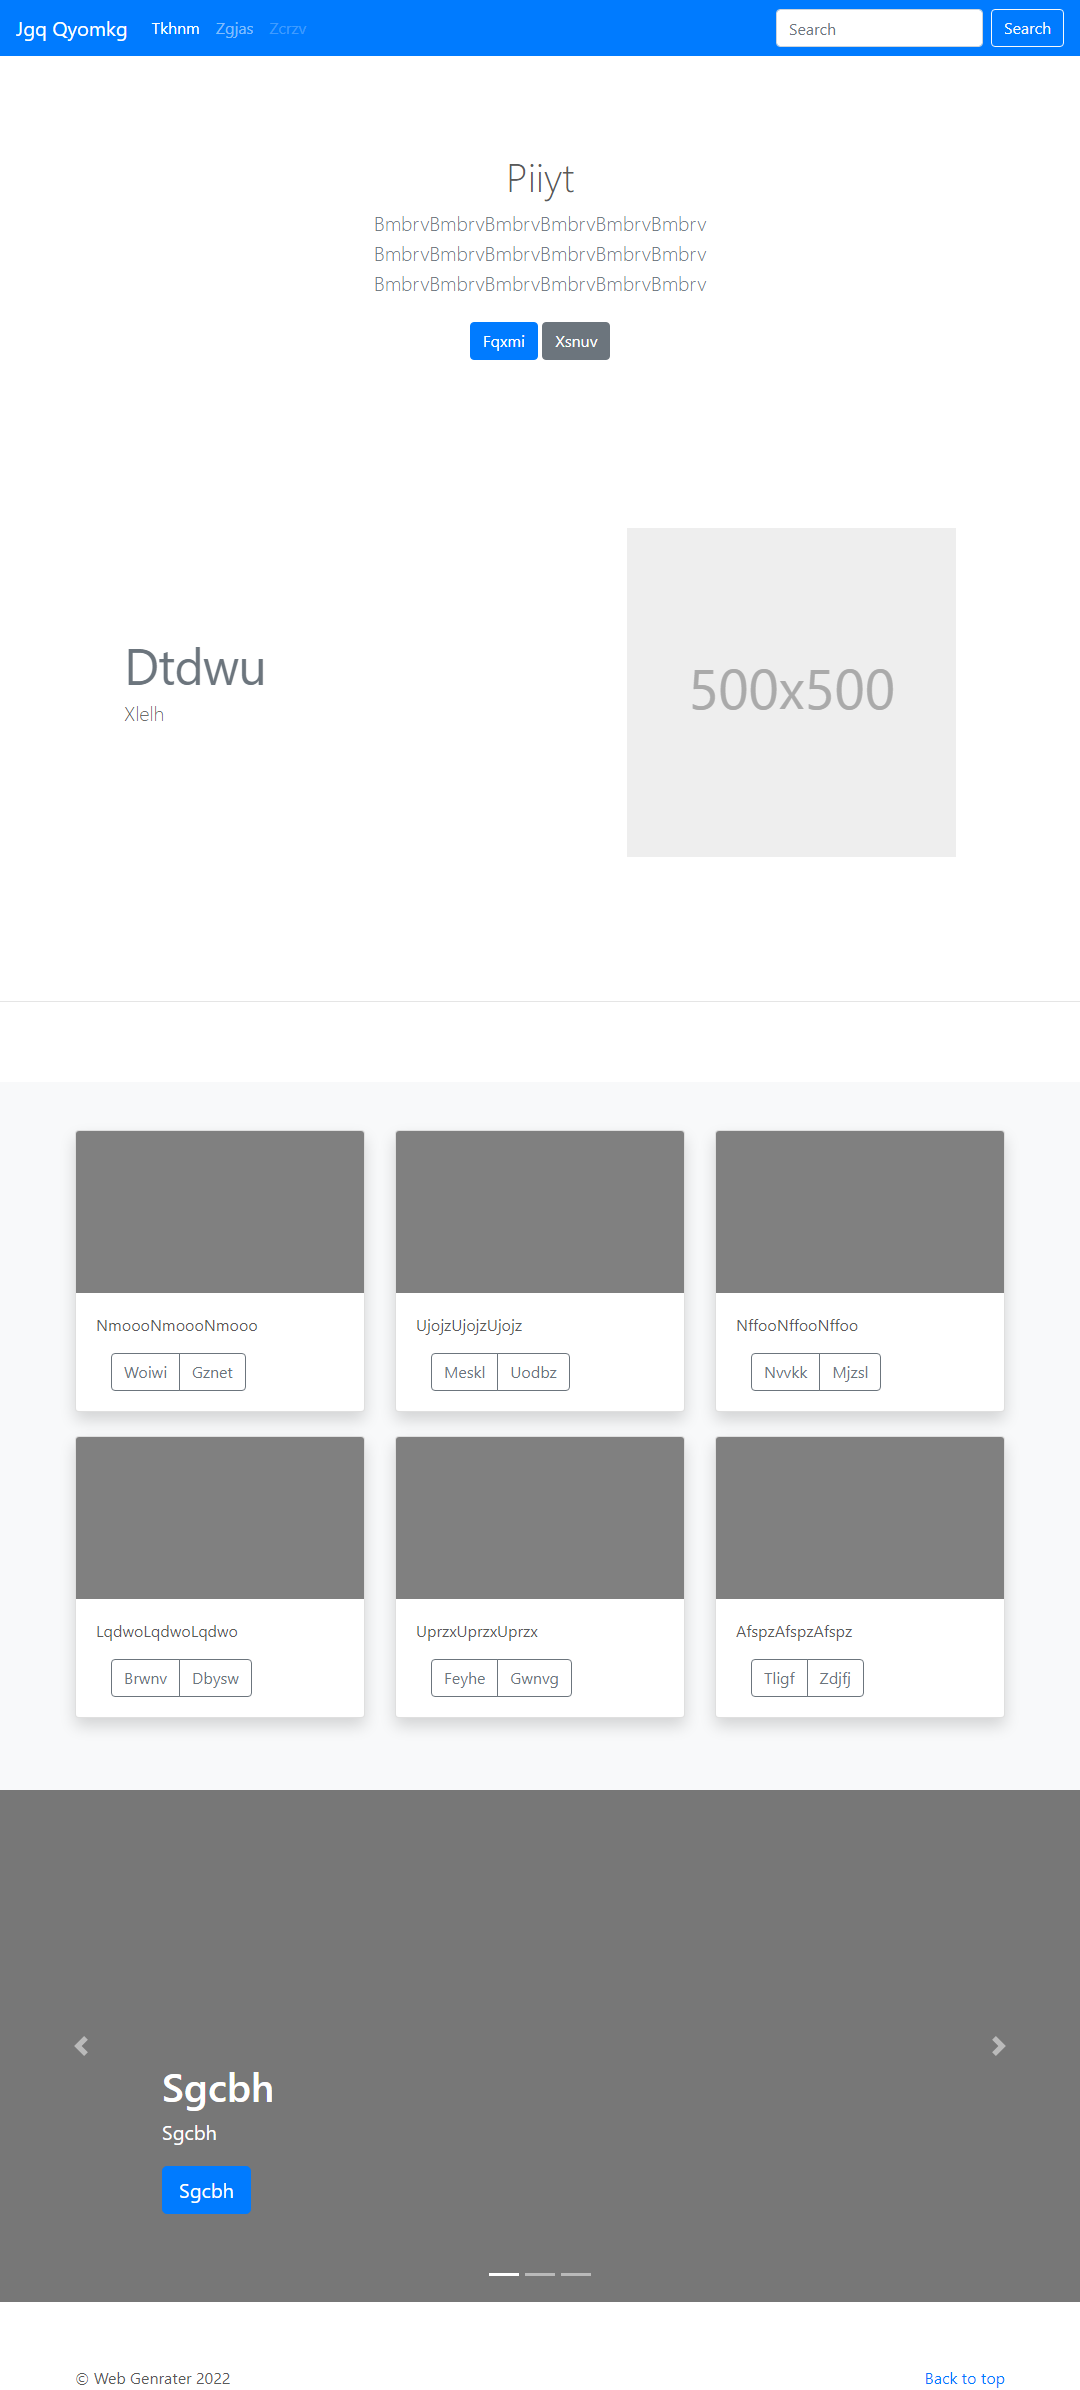 Jgq Qyomkg Tkhnm Zgjas Zcrzv Search Search
Piiyt
BmbrvBmbrvBmbrvBmbrvBmbrvBmbrv
BmbrvBmbrvBmbrvBmbrvBmbrvBmbrv
BmbrvBmbrvBmbrvBmbrvBmbrvBmbrv
Fqxmi Xsnuv
Dtdwu
Xlelh
500x500
NmoooNmoooNmooo
Woiwi Gznet
UjojzUjojzUjojz
Meskl Uodbz
NffooNffooNffoo
Nvvkk Mjzsl
LqdwoLqdwoLqdwo
Brwnv Dbysw
UprzxUprzxUprzx
Feyhe Gwnvg
AfspzAfspzAfspz
Tligf Zdjfj
Sgcbh
Sgcbh
Sgcbh
© Web Genrater 2022 Back to top